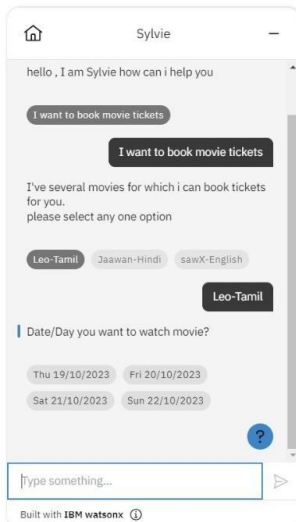 Sylvie
hello , I am Sylvie how can i help you
I want to book movie tickets
I want to book movie tickets
I've several movies for which i can book tickets
for you.
please select any one option
Leo-Tamil Jaawan-Hindi sawX-English
Leo-Tamil
Date/Day you want to watch movie?
Thu 19/10/2023 Fri 20/10/2023
Sat 21/10/2023 Sun 22/10/2023
?
Type something...
Built with IBM watsonx